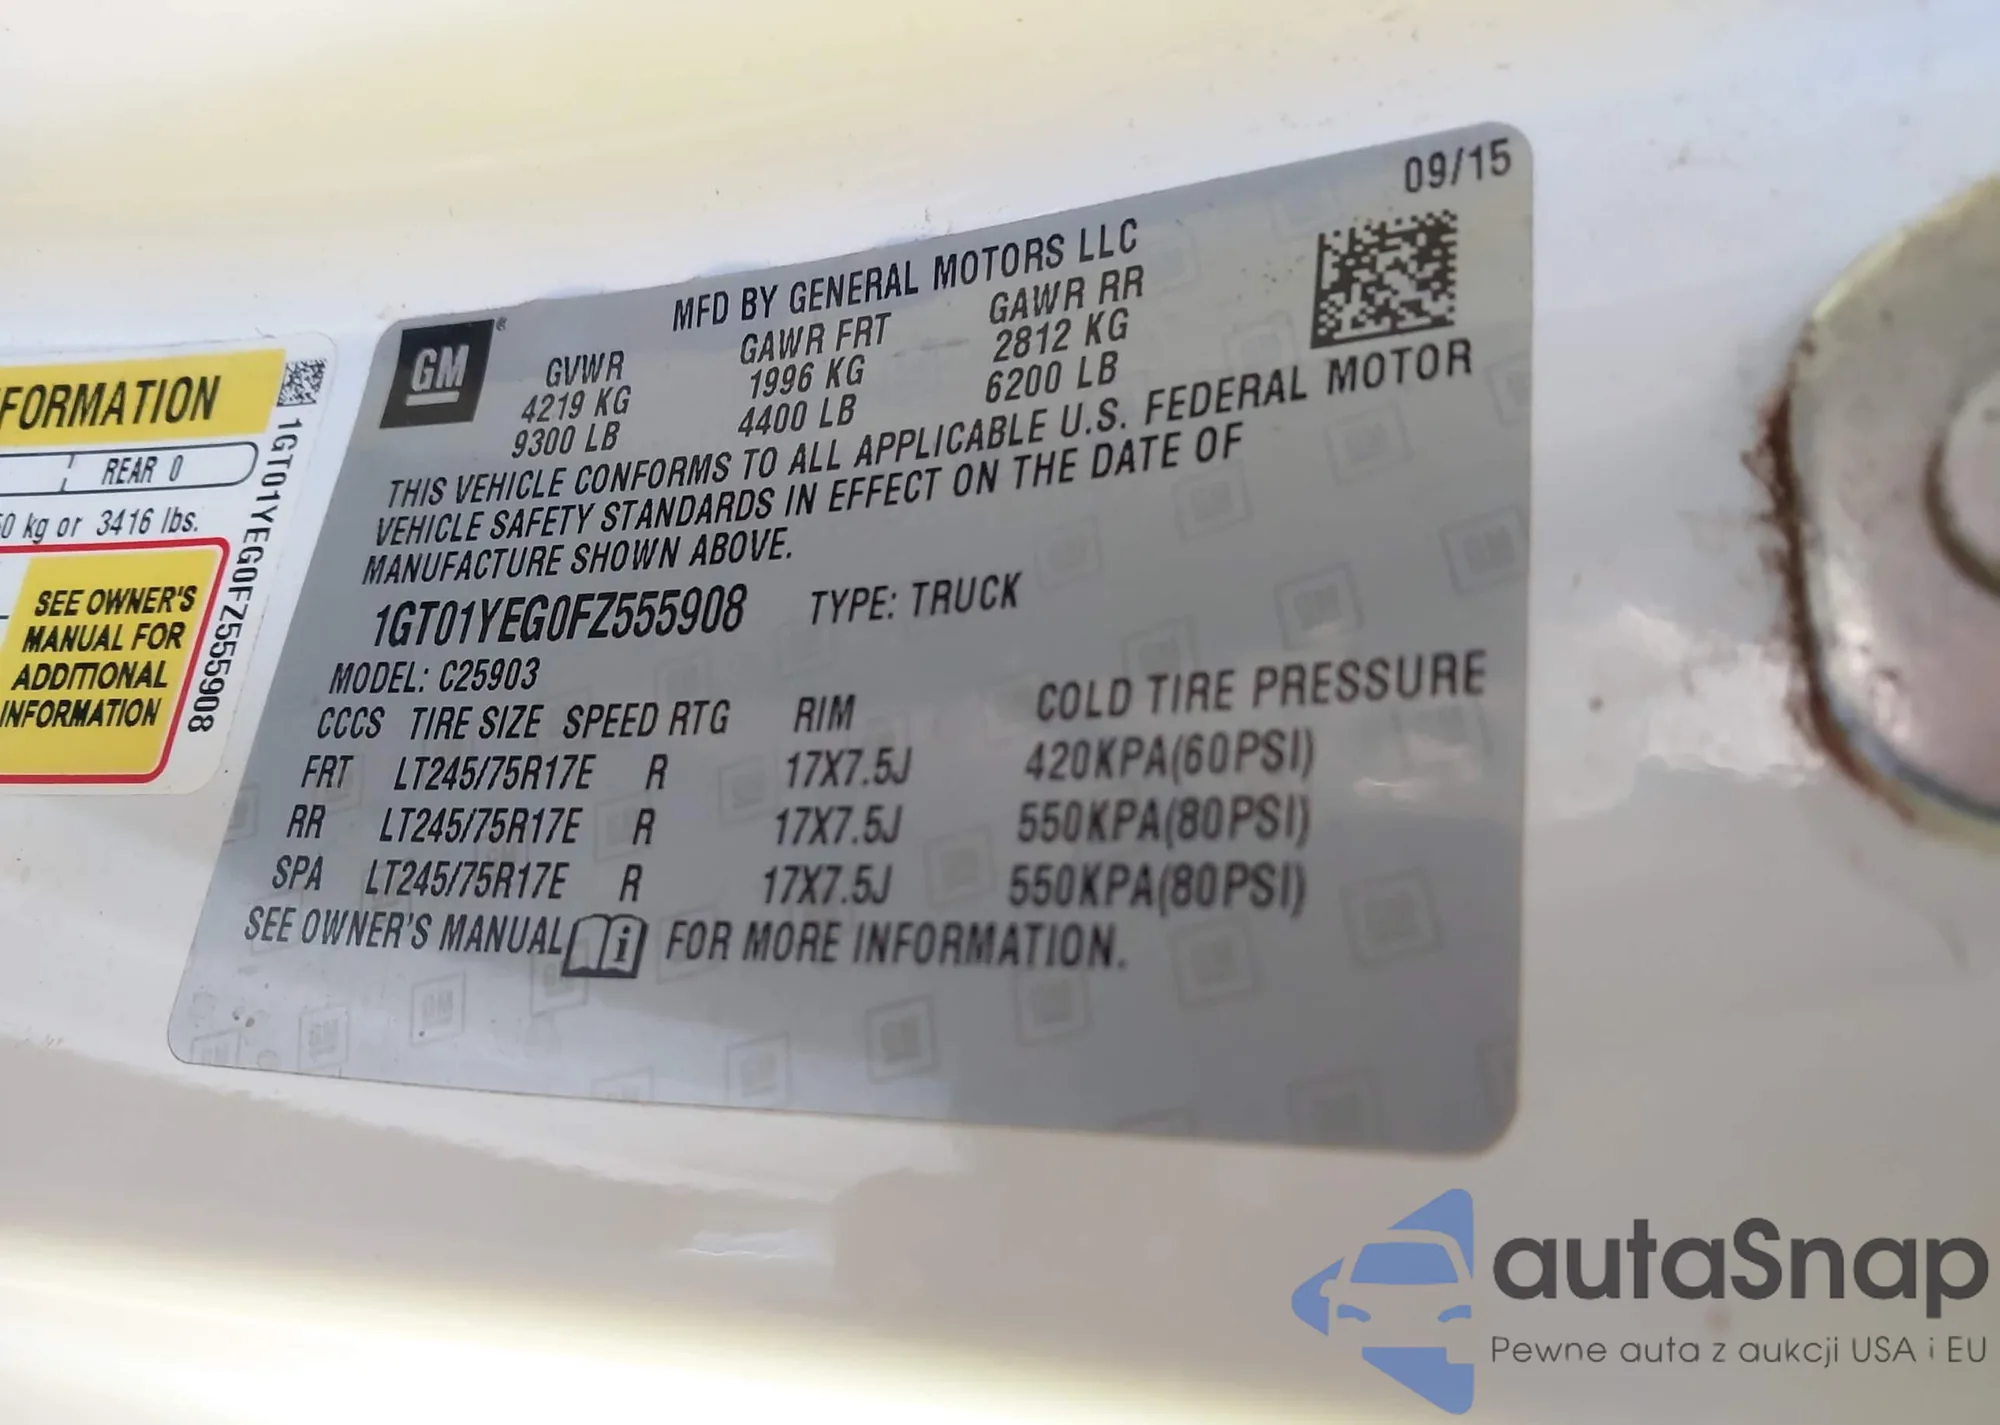 FORMATION
REAR 0
0 kg or 3416 lbs.
SEE OWNER'S
MANUAL FOR
ADDITIONAL
INFORMATION
1GT01YEG0FZ555908
09/15
GM®
MFD BY GENERAL MOTORS LLC
GVWR GAWR FRT GAWR RR
4219 KG 1996 KG 2812 KG
9300 LB 4400 LB 6200 LB
THIS VEHICLE CONFORMS TO ALL APPLICABLE U.S. FEDERAL MOTOR
VEHICLE SAFETY STANDARDS IN EFFECT ON THE DATE OF
MANUFACTURE SHOWN ABOVE.
1GT01YEG0FZ555908 TYPE: TRUCK
MODEL: C25903
CCCS TIRE SIZE SPEED RTG RIM COLD TIRE PRESSURE
FRT LT245/75R17E R 17X7.5J 420KPA(60PSI)
RR LT245/75R17E R 17X7.5J 550KPA(80PSI)
SPA LT245/75R17E R 17X7.5J 550KPA(80PSI)
SEE OWNER'S MANUAL i FOR MORE INFORMATION.
autaSnap
Pewne auta z aukcji USA i EU